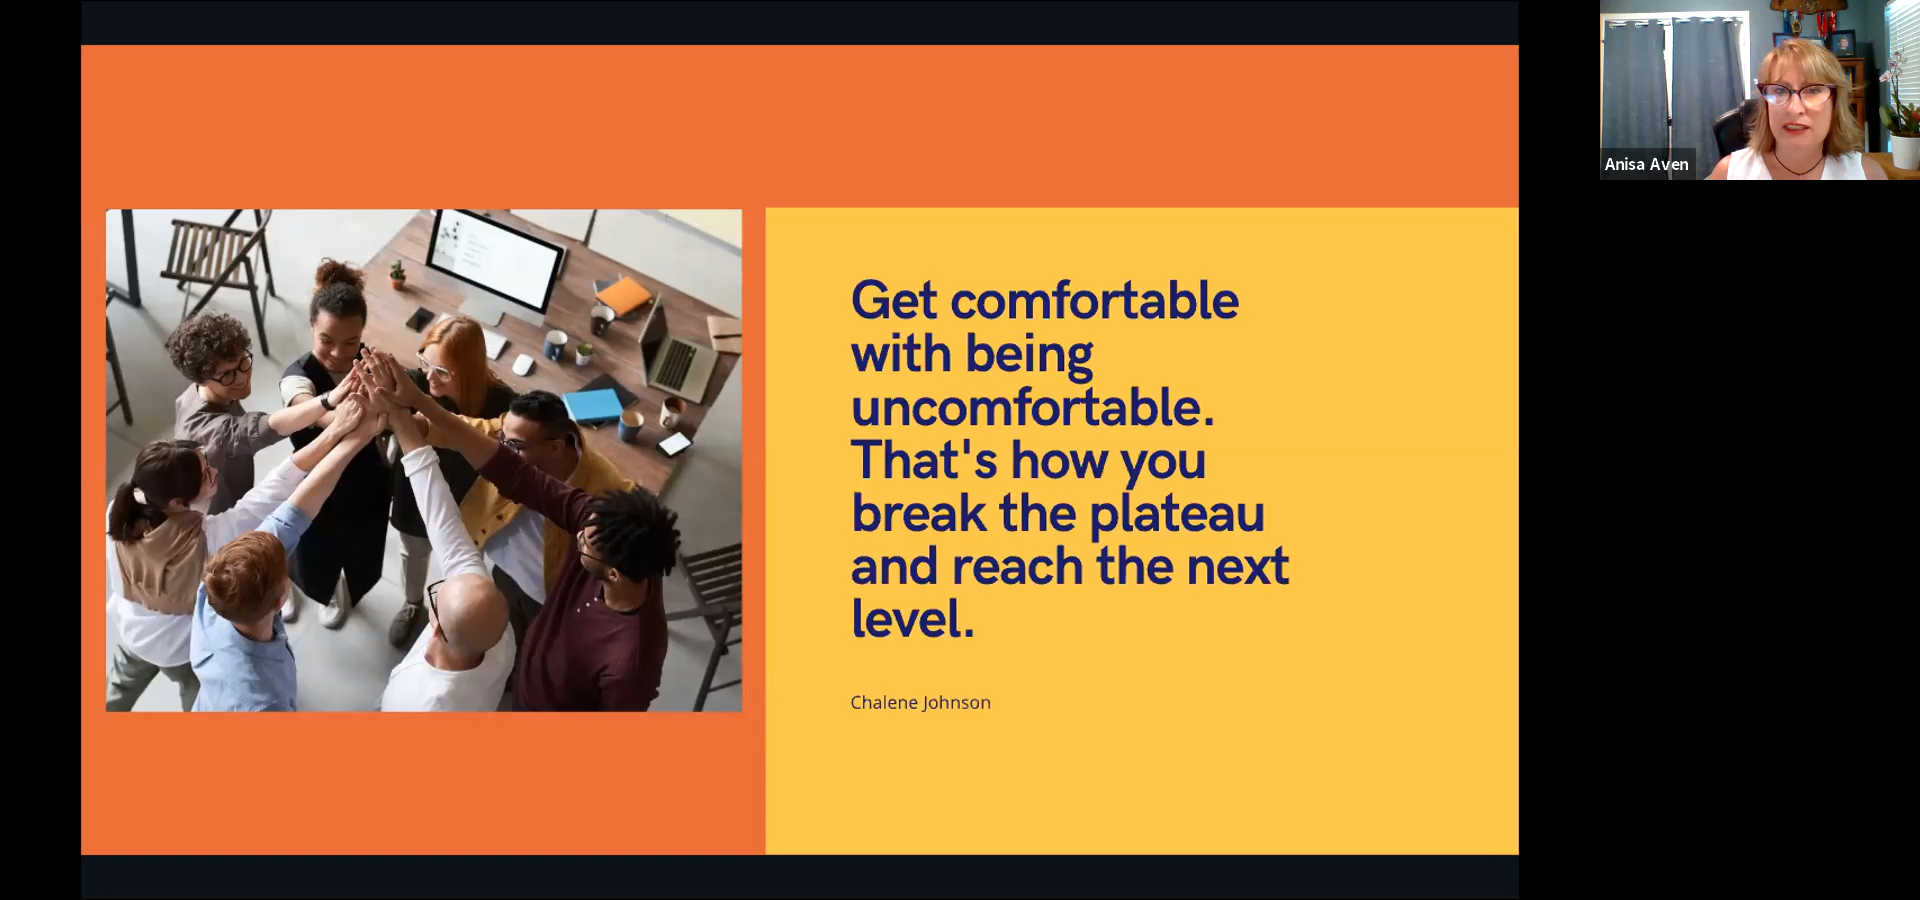 Get comfortable
with being
uncomfortable.
That's how you
break the plateau
and reach the next
level.
Chalene Johnson
Anisa Aven